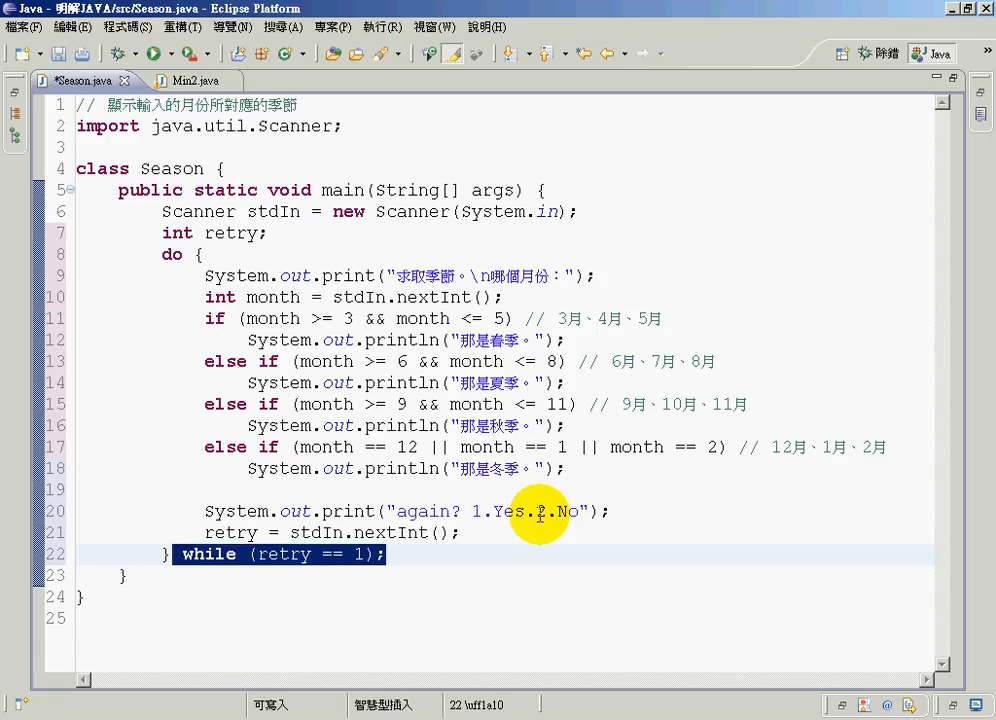 Java - 明解JAVA/src/Season.java - Eclipse Platform
檔案(F) 編輯(E) 程式碼(S) 重構(T) 導覽(N) 搜尋(A) 專案(P) 執行(R) 視窗(W) 說明(H)
除錯 Java »
*Season.java Min2.java
1 // 顯示輸入的月份所對應的季節
2 import java.util.Scanner;
3
4 class Season {
5 public static void main(String[] args) {
6 Scanner stdIn = new Scanner(System.in);
7 int retry;
8 do {
9 System.out.print("求取季節。\n哪個月份：");
10 int month = stdIn.nextInt();
11 if (month >= 3 && month <= 5) // 3月、4月、5月
12 System.out.println("那是春季。");
13 else if (month >= 6 && month <= 8) // 6月、7月、8月
14 System.out.println("那是夏季。");
15 else if (month >= 9 && month <= 11) // 9月、10月、11月
16 System.out.println("那是秋季。");
17 else if (month == 12 || month == 1 || month == 2) // 12月、1月、2月
18 System.out.println("那是冬季。");
19
20 System.out.print("again? 1.Yes.2.No");
21 retry = stdIn.nextInt();
22 } while (retry == 1);
23 }
24 }
25
可寫入 智慧型插入 22 \uff1a10